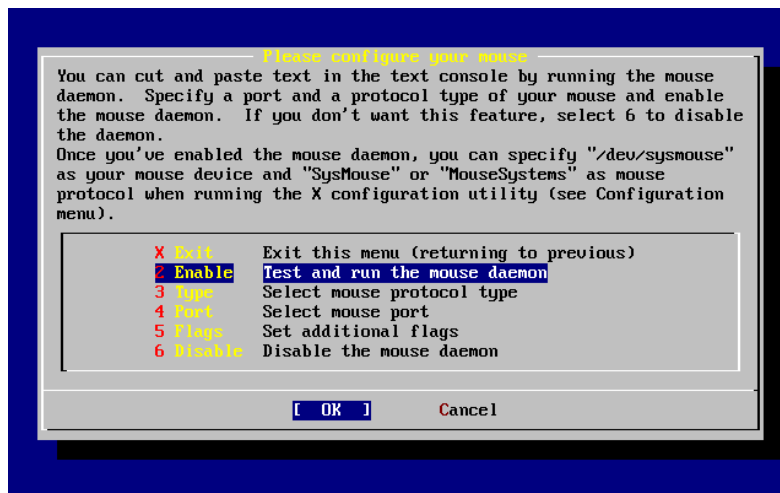 Please configure your mouse
You can cut and paste text in the text console by running the mouse
daemon.  Specify a port and a protocol type of your mouse and enable
the mouse daemon.  If you don't want this feature, select 6 to disable
the daemon.
Once you've enabled the mouse daemon, you can specify "/dev/sysmouse"
as your mouse device and "SysMouse" or "MouseSystems" as mouse
protocol when running the X configuration utility (see Configuration
menu).
X Exit     Exit this menu (returning to previous)
2 Enable   Test and run the mouse daemon
3 Type     Select mouse protocol type
4 Port     Select mouse port
5 Flags    Set additional flags
6 Disable  Disable the mouse daemon
[  OK  ]       Cancel